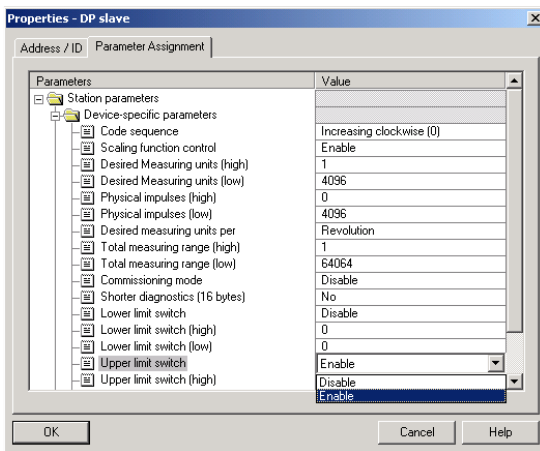 Properties - DP slave
Address / ID Parameter Assignment
Parameters Value
Station parameters
Device-specific parameters
Code sequence Increasing clockwise (0)
Scaling function control Enable
Desired Measuring units (high) 1
Desired Measuring units (low) 4096
Physical impulses (high) 0
Physical impulses (low) 4096
Desired measuring units per Revolution
Total measuring range (high) 1
Total measuring range (low) 64064
Commissioning mode Disable
Shorter diagnostics (16 bytes) No
Lower limit switch Disable
Lower limit switch (high) 0
Lower limit switch (low) 0
Upper limit switch Enable
Upper limit switch (high) Disable
Enable
OK Cancel Help